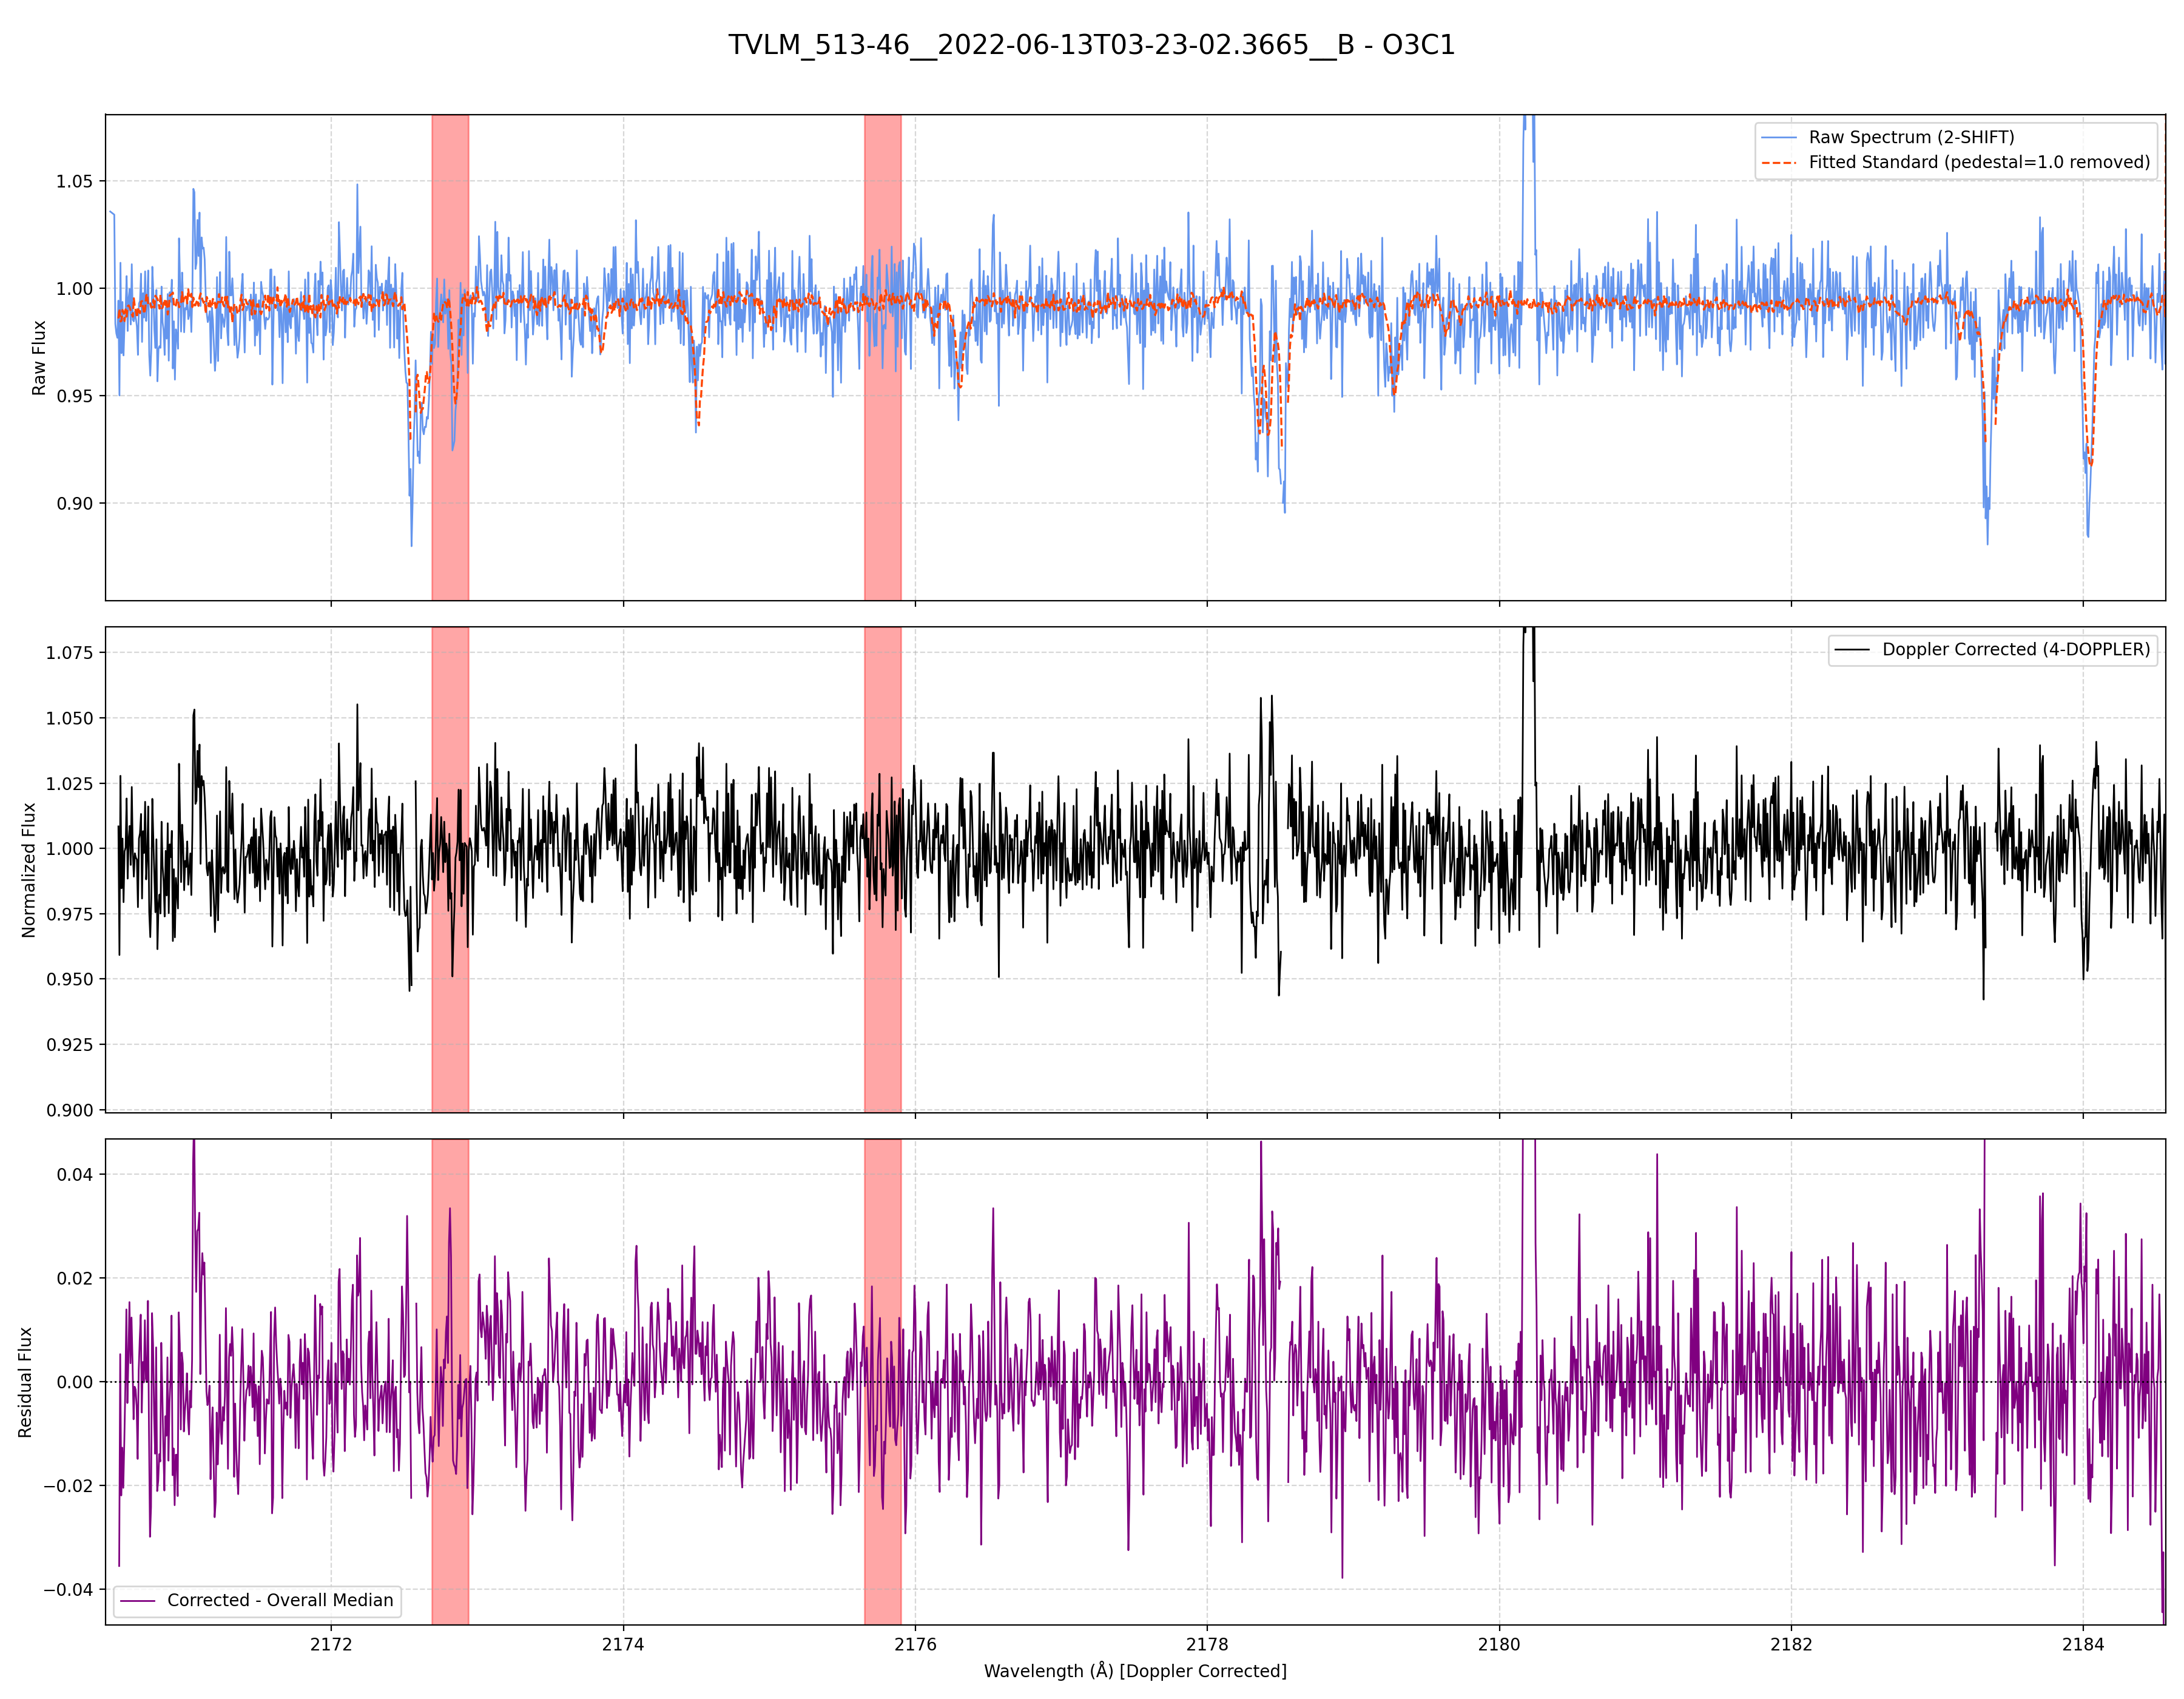 TVLM_513-46__2022-06-13T03-23-02.3665__B - O3C1
Raw Spectrum (2-SHIFT)
Fitted Standard (pedestal=1.0 removed)
1.05
1.00
0.95
0.90
Raw Flux
Doppler Corrected (4-DOPPLER)
1.075
1.050
1.025
1.000
0.975
0.950
0.925
0.900
Normalized Flux
0.04
0.02
0.00
−0.02
−0.04
Residual Flux
Corrected - Overall Median
2172 2174 2176 2178 2180 2182 2184
Wavelength (Å) [Doppler Corrected]